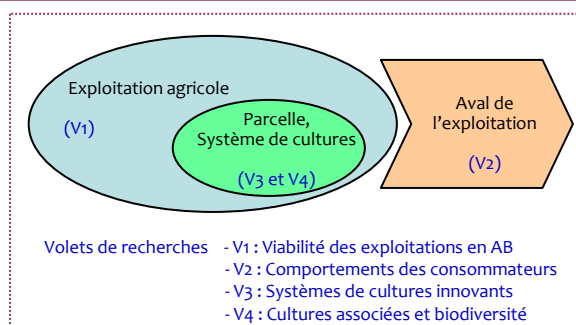 Exploitation agricole
(V1)
Parcelle,
Système de cultures
(V3 et V4)
Aval de
l'exploitation
(V2)
Volets de recherches - V1 : Viabilité des exploitations en AB
- V2 : Comportements des consommateurs
- V3 : Systèmes de cultures innovants
- V4 : Cultures associées et biodiversité